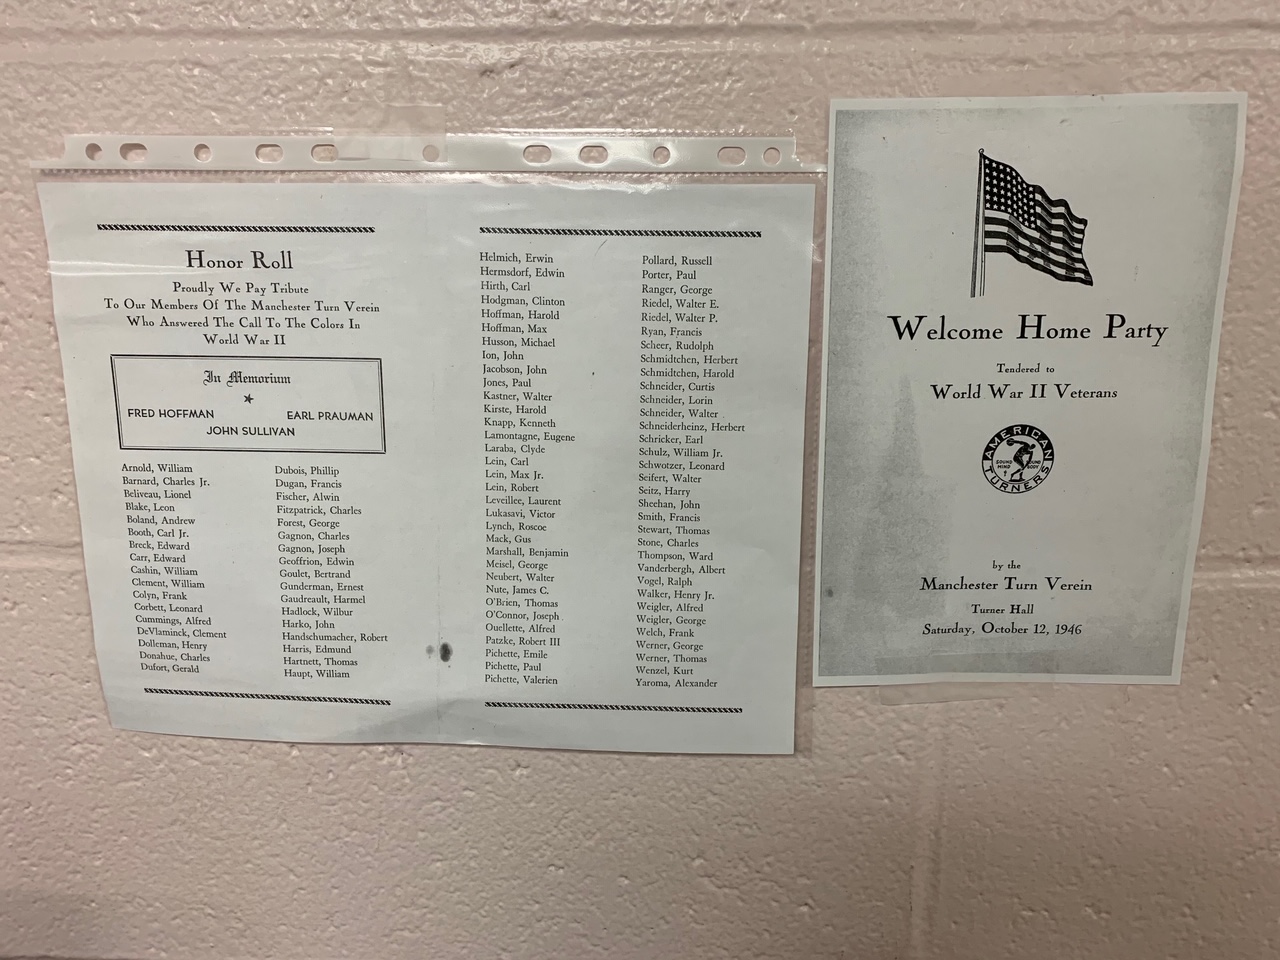 Honor Roll
Proudly We Pay Tribute
To Our Members Of The Manchester Turn Verein
Who Answered The Call To The Colors In
World War II
In Memorium
FRED HOFFMAN
EARL PRAUMAN
JOHN SULLIVAN
Arnold, William
Barnard, Charles Jr.
Beliveau, Lionel
Blake, Leon
Boland, Andrew
Booth, Carl Jr.
Breck, Edward
Carr, Edward
Cashin, William
Clement, William
Colyn, Frank
Corbett, Leonard
Cummings, Alfred
DeVlaminck, Clement
Dolleman, Henry
Donahue, Charles
Dufort, Gerald
Dubois, Phillip
Dugan, Francis
Fischer, Alwin
Fitzpatrick, Charles
Forest, George
Gagnon, Charles
Gagnon, Joseph
Geoffrion, Edwin
Goulet, Bertrand
Gunderman, Ernest
Gaudreault, Harmel
Hadlock, Wilbur
Harko, John
Handschumacher, Robert
Harris, Edmund
Hartnett, Thomas
Haupt, William
Helmich, Erwin
Hermsdorf, Edwin
Hirth, Carl
Hodgman, Clinton
Hoffman, Harold
Hoffman, Max
Husson, Michael
Ion, John
Jacobson, John
Jones, Paul
Kastner, Walter
Kirste, Harold
Knapp, Kenneth
Lamontagne, Eugene
Laraba, Clyde
Lein, Carl
Lein, Max Jr.
Lein, Robert
Leveillee, Laurent
Lukasavi, Victor
Lynch, Roscoe
Mack, Gus
Marshall, Benjamin
Meisel, George
Neubert, Walter
Nute, James C.
O'Brien, Thomas
O'Connor, Joseph
Ouellette, Alfred
Patzke, Robert III
Pichette, Emile
Pichette, Paul
Pichette, Valerien
Pollard, Russell
Porter, Paul
Ranger, George
Riedel, Walter E.
Riedel, Walter P.
Ryan, Francis
Scheer, Rudolph
Schmidtchen, Herbert
Schmidtchen, Harold
Schneider, Curtis
Schneider, Lorin
Schneider, Walter
Schneiderheinz, Herbert
Schricker, Earl
Schulz, William Jr.
Schwotzer, Leonard
Seifert, Walter
Seitz, Harry
Sheehan, John
Smith, Francis
Stewart, Thomas
Stone, Charles
Thompson, Ward
Vanderbergh, Albert
Vogel, Ralph
Walker, Henry Jr.
Weigler, Alfred
Weigler, George
Welch, Frank
Werner, George
Werner, Thomas
Wenzel, Kurt
Yaroma, Alexander
Welcome Home Party
Tendered to
World War II Veterans
AMERICAN
SOUND MIND
SOUND BODY
TURNERS
by the
Manchester Turn Verein
Turner Hall
Saturday, October 12, 1946